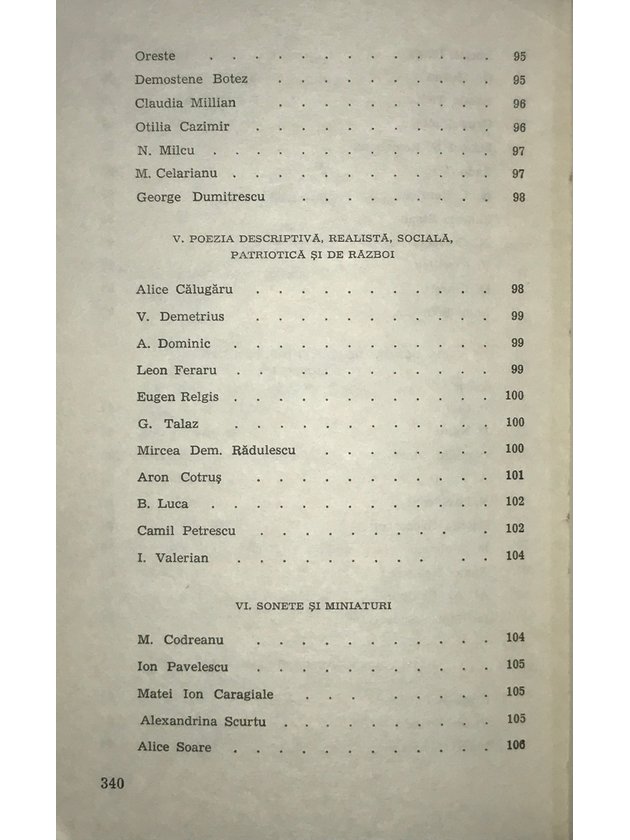 Oreste . . . . . . . . . . . . . 95
Demostene Botez . . . . . . . . . . 95
Claudia Millian . . . . . . . . . . 96
Otilia Cazimir . . . . . . . . . . . 96
N. Milcu . . . . . . . . . . . . . 97
M. Celarianu . . . . . . . . . . . . 97
George Dumitrescu . . . . . . . . . 98
V. POEZIA DESCRIPTIVĂ, REALISTĂ, SOCIALĂ,
PATRIOTICĂ ȘI DE RĂZBOI
Alice Călugăru . . . . . . . . . . . 98
V. Demetrius . . . . . . . . . . . 99
A. Dominic . . . . . . . . . . . . 99
Leon Feraru . . . . . . . . . . . . 99
Eugen Relgis . . . . . . . . . . . . 100
G. Talaz . . . . . . . . . . . . 100
Mircea Dem. Rădulescu . . . . . . . . 100
Aron Cotruș . . . . . . . . . . . 101
B. Luca . . . . . . . . . . . . . 102
Camil Petrescu . . . . . . . . . . 102
I. Valerian . . . . . . . . . . . . 104
VI. SONETE ȘI MINIATURI
M. Codreanu . . . . . . . . . . . 104
Ion Pavelescu . . . . . . . . . . . 105
Matei Ion Caragiale . . . . . . . . . 105
Alexandrina Scurtu . . . . . . . . . . 105
Alice Soare . . . . . . . . . . . . 106
340